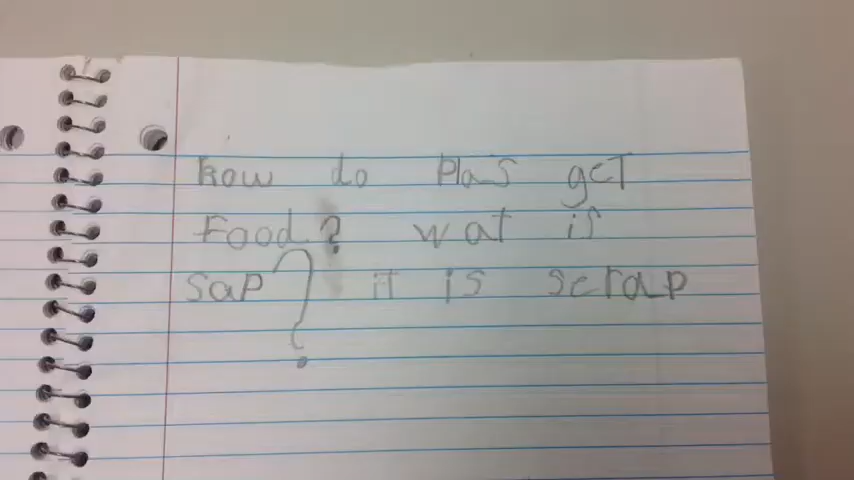 how do Plas geT
Food? wat is
SaP? it is scrap